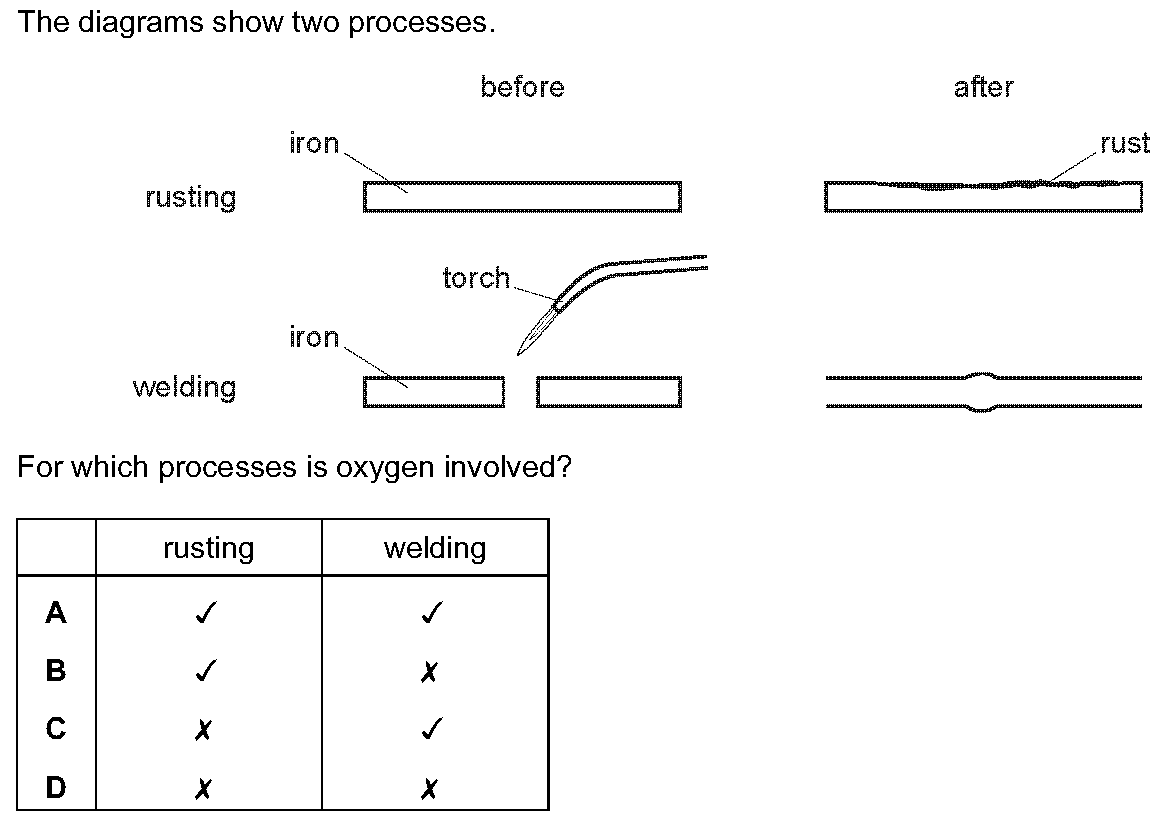 The diagrams show two processes.
before after
iron rust
rusting
torch
iron
welding
For which processes is oxygen involved?
rusting welding
A ✓ ✓
B ✓ ✗
C ✗ ✓
D ✗ ✗